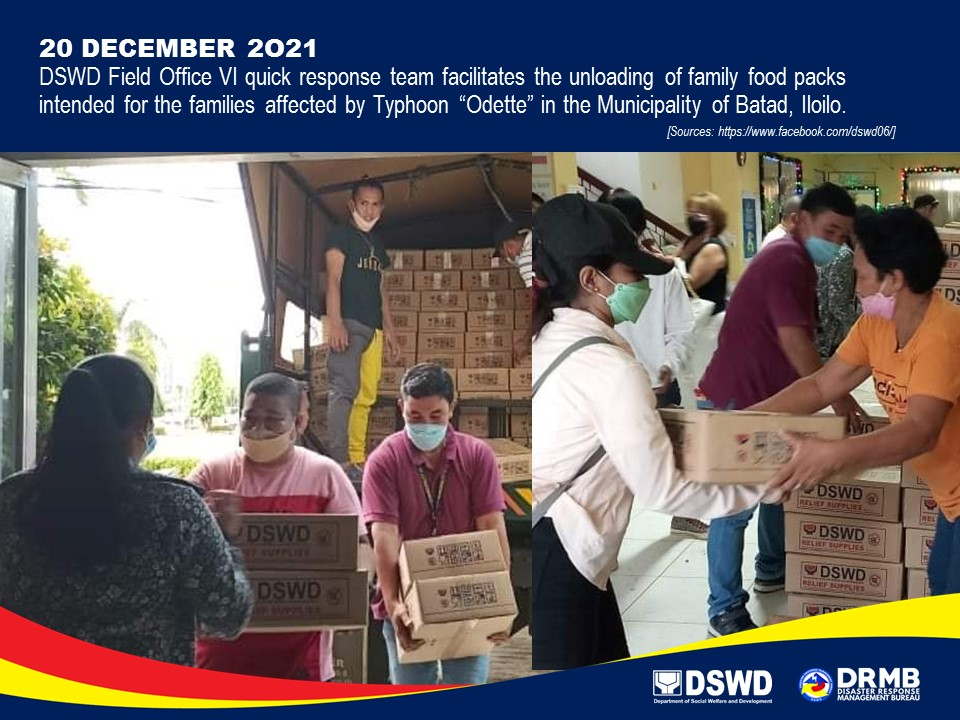 20 DECEMBER 2O21
DSWD Field Office VI quick response team facilitates the unloading of family food packs
intended for the families affected by Typhoon “Odette” in the Municipality of Batad, Iloilo.
[Sources: https://www.facebook.com/dswd06/]
DSWD
RELIEF SUPPLIES
DSWD
DSWD
RELIEF SUPPLIES
DSWD
RELIEF SUPPLIES
DSWD
RELIEF SUPPLIES
DSWD
Department of Social Welfare and Development
DRMB
DISASTER RESPONSE
MANAGEMENT BUREAU